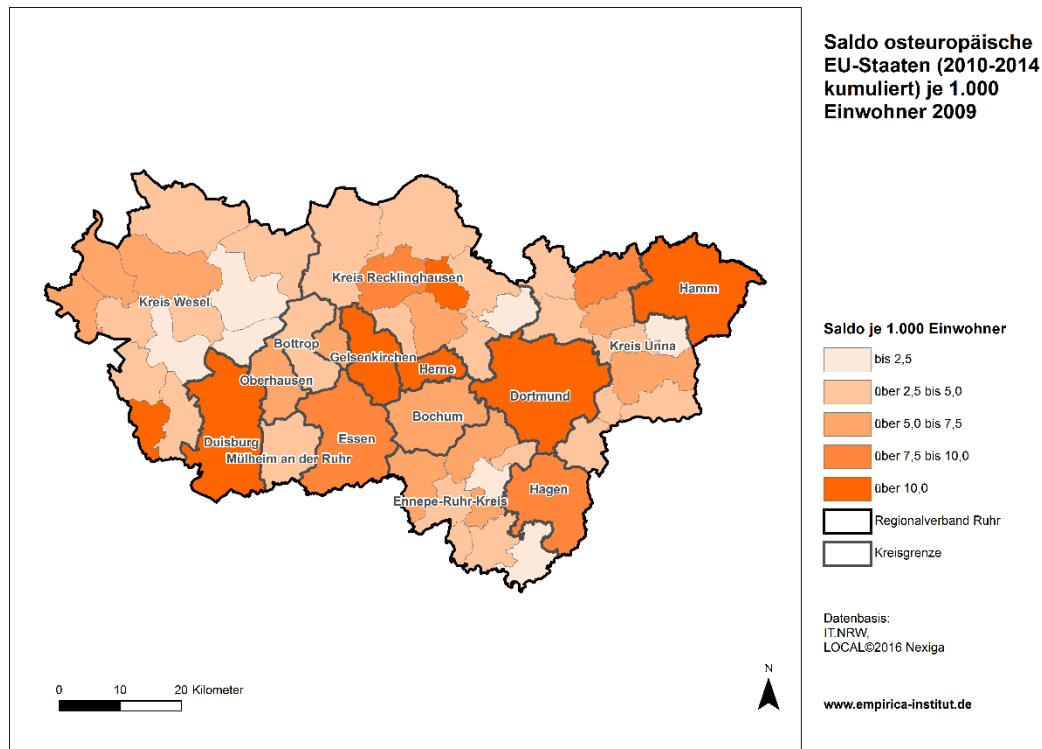 Saldo osteuropäische
EU-Staaten (2010-2014
kumuliert) je 1.000
Einwohner 2009
Kreis Recklinghausen
Hamm
Kreis Wesel
Kreis Unna
Bottrop
Gelsenkirchen
Herne
Oberhausen
Dortmund
Bochum
Duisburg
Essen
Mülheim an der Ruhr
Hagen
Ennepe-Ruhr-Kreis
Saldo je 1.000 Einwohner
bis 2,5
über 2,5 bis 5,0
über 5,0 bis 7,5
über 7,5 bis 10,0
über 10,0
Regionalverband Ruhr
Kreisgrenze
Datenbasis:
IT.NRW,
LOCAL©2016 Nexiga
www.empirica-institut.de
N
0 10 20 Kilometer